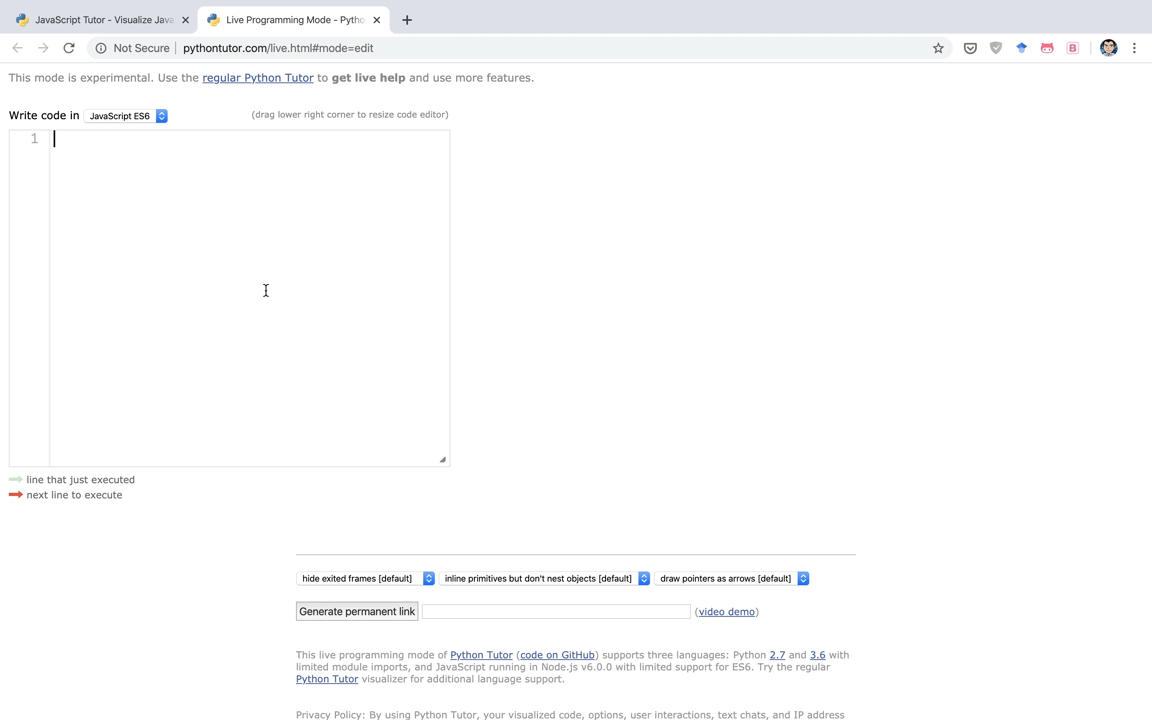 JavaScript Tutor - Visualize Java
Live Programming Mode - Pytho
Not Secure
pythontutor.com/live.html#mode=edit
B
This mode is experimental. Use the regular Python Tutor to get live help and use more features.
Write code in JavaScript ES6 (drag lower right corner to resize code editor)
1
line that just executed
next line to execute
hide exited frames [default] inline primitives but don't nest objects [default] draw pointers as arrows [default]
Generate permanent link (video demo)
This live programming mode of Python Tutor (code on GitHub) supports three languages: Python 2.7 and 3.6 with
limited module imports, and JavaScript running in Node.js v6.0.0 with limited support for ES6. Try the regular
Python Tutor visualizer for additional language support.
Privacy Policy: By using Python Tutor, your visualized code, options, user interactions, text chats, and IP address